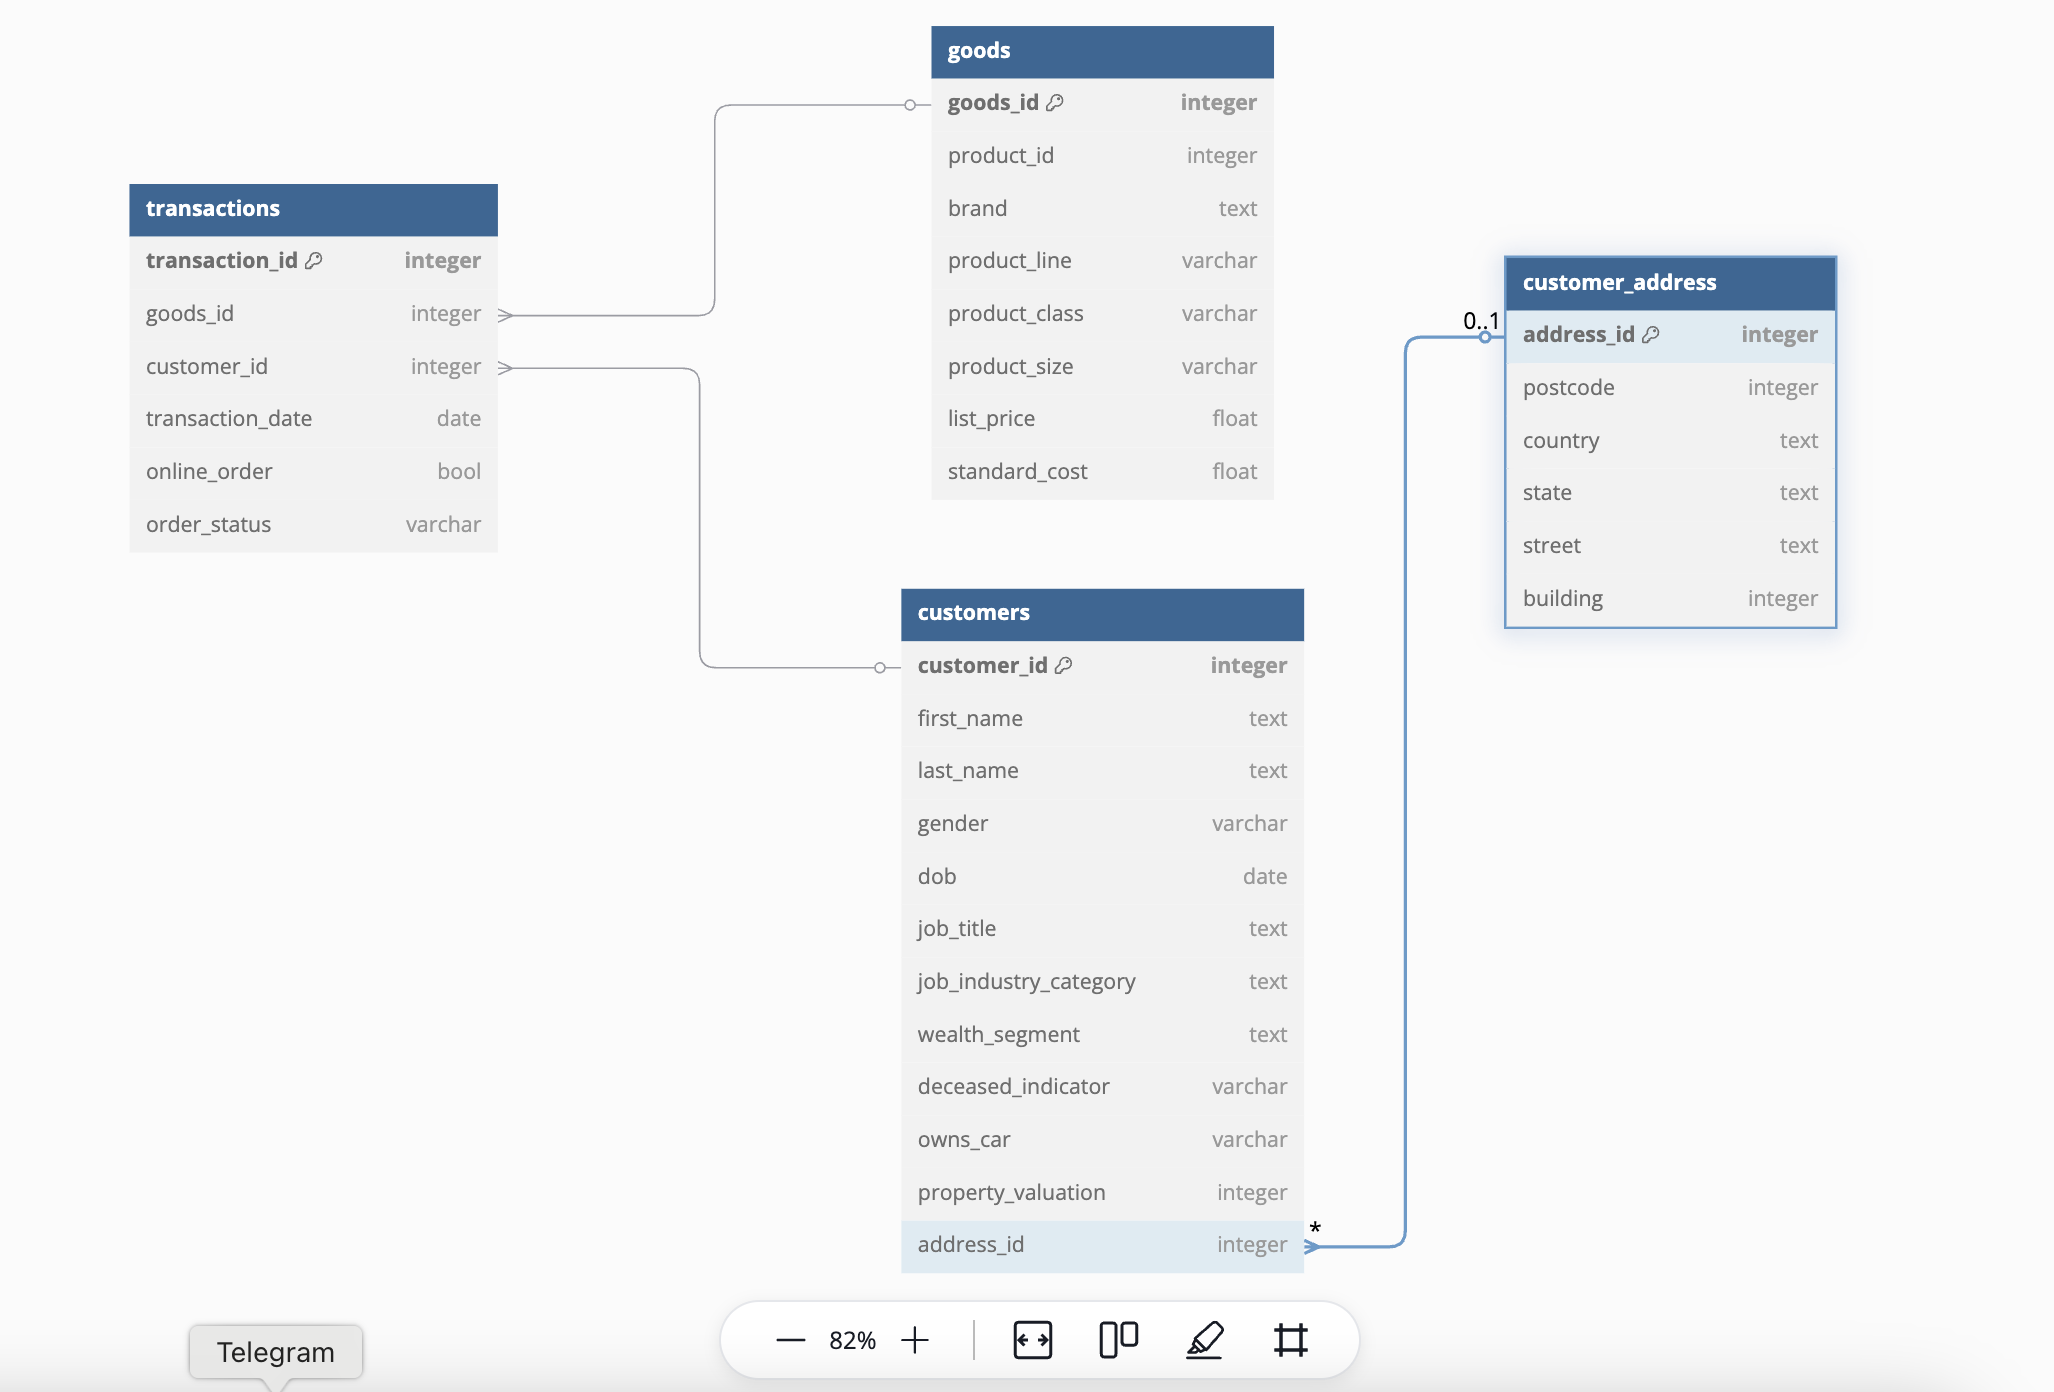 goods
goods_id integer
product_id integer
brand text
product_line varchar
product_class varchar
product_size varchar
list_price float
standard_cost float
transactions
transaction_id integer
goods_id integer
customer_id integer
transaction_date date
online_order bool
order_status varchar
customer_address
0..1
address_id integer
postcode integer
country text
state text
street text
building integer
customers
customer_id integer
first_name text
last_name text
gender varchar
dob date
job_title text
job_industry_category text
wealth_segment text
deceased_indicator varchar
owns_car varchar
property_valuation integer
address_id integer
*
82%
Telegram